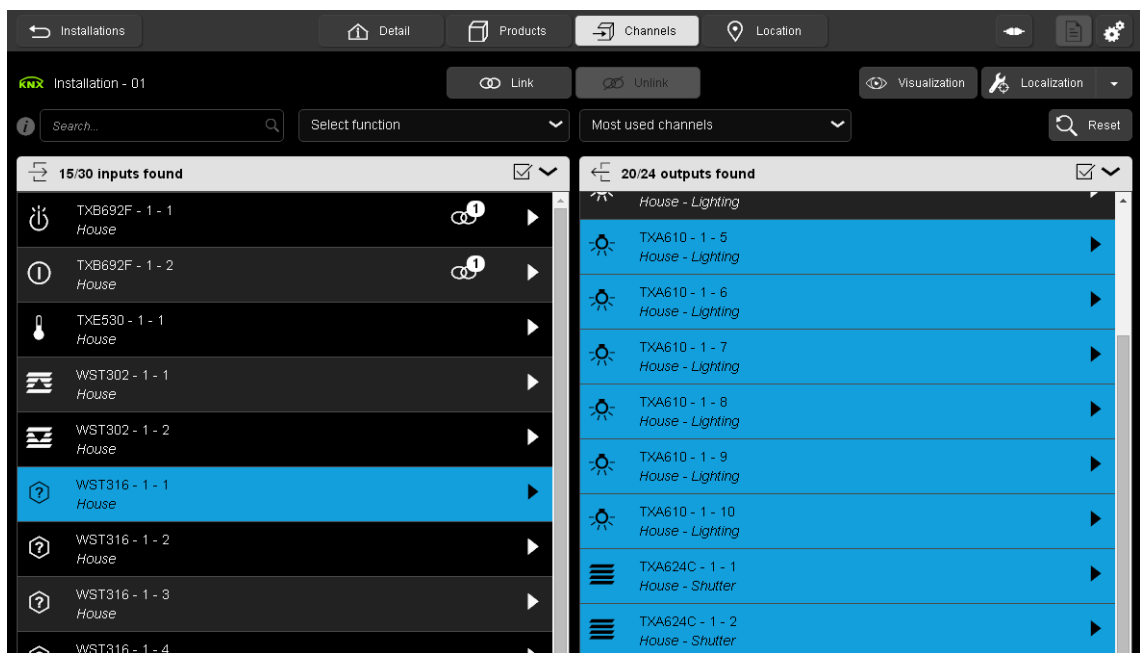 Installations
Detail
Products
Channels
Location
KNX Installation - 01
Link
Unlink
Visualization
Localization
Search...
Select function
Most used channels
Reset
15/30 inputs found
TXB692F - 1 - 1
House
1
TXB692F - 1 - 2
House
1
TXE530 - 1 - 1
House
WST302 - 1 - 1
House
WST302 - 1 - 2
House
WST316 - 1 - 1
House
WST316 - 1 - 2
House
WST316 - 1 - 3
House
WST316 - 1 - 4
20/24 outputs found
House - Lighting
TXA610 - 1 - 5
House - Lighting
TXA610 - 1 - 6
House - Lighting
TXA610 - 1 - 7
House - Lighting
TXA610 - 1 - 8
House - Lighting
TXA610 - 1 - 9
House - Lighting
TXA610 - 1 - 10
House - Lighting
TXA624C - 1 - 1
House - Shutter
TXA624C - 1 - 2
House - Shutter